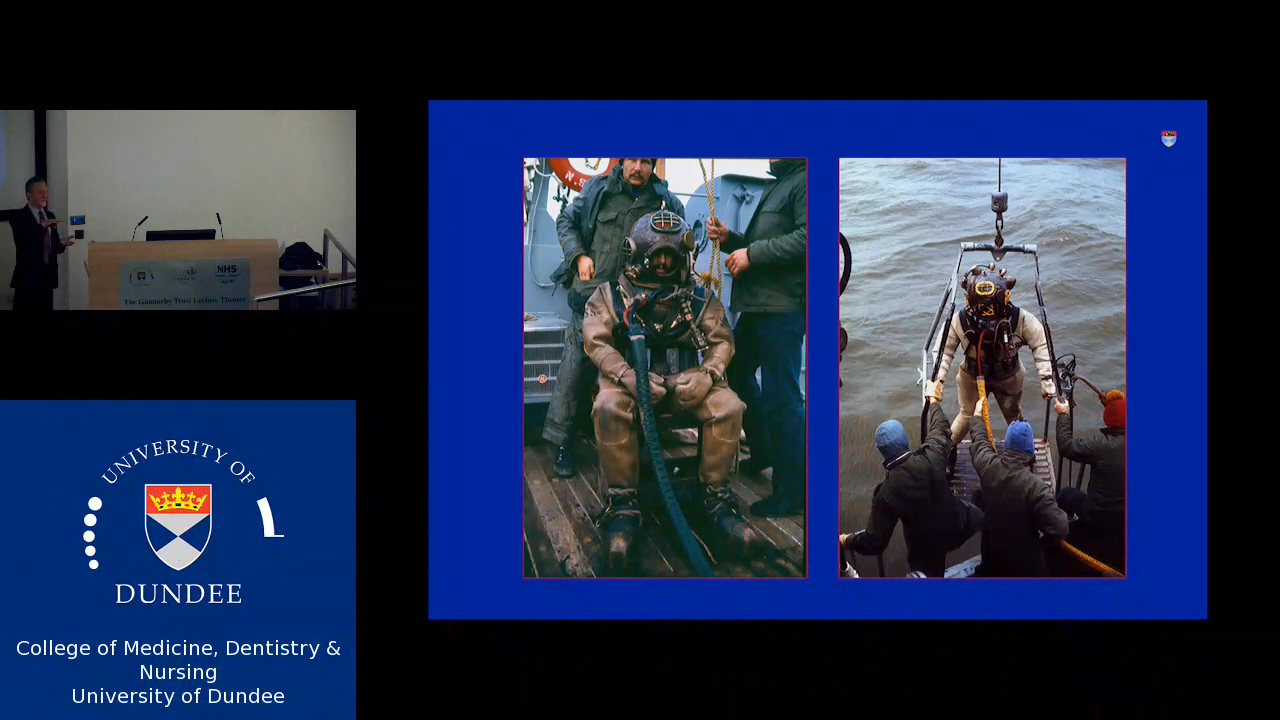 NHS
The Gannochy Trust Lecture Theatre
N.S
UNIVERSITY OF
DUNDEE
College of Medicine, Dentistry &
Nursing
University of Dundee